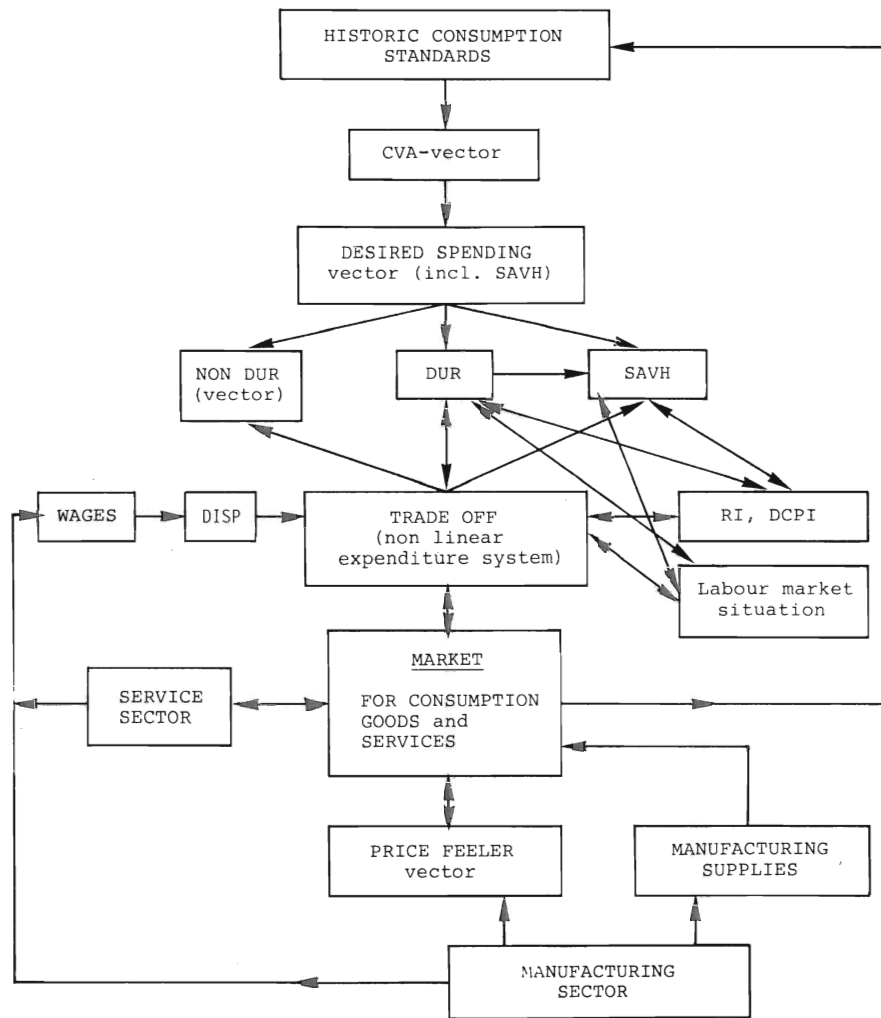 HISTORIC CONSUMPTION
STANDARDS
CVA-vector
DESIRED SPENDING
vector (incl. SAVH)
NON DUR
(vector)
DUR
SAVH
WAGES
DISP
TRADE OFF
(non linear
expenditure system)
RI, DCPI
Labour market
situation
SERVICE
SECTOR
MARKET
FOR CONSUMPTION
GOODS and
SERVICES
PRICE FEELER
vector
MANUFACTURING
SUPPLIES
MANUFACTURING
SECTOR